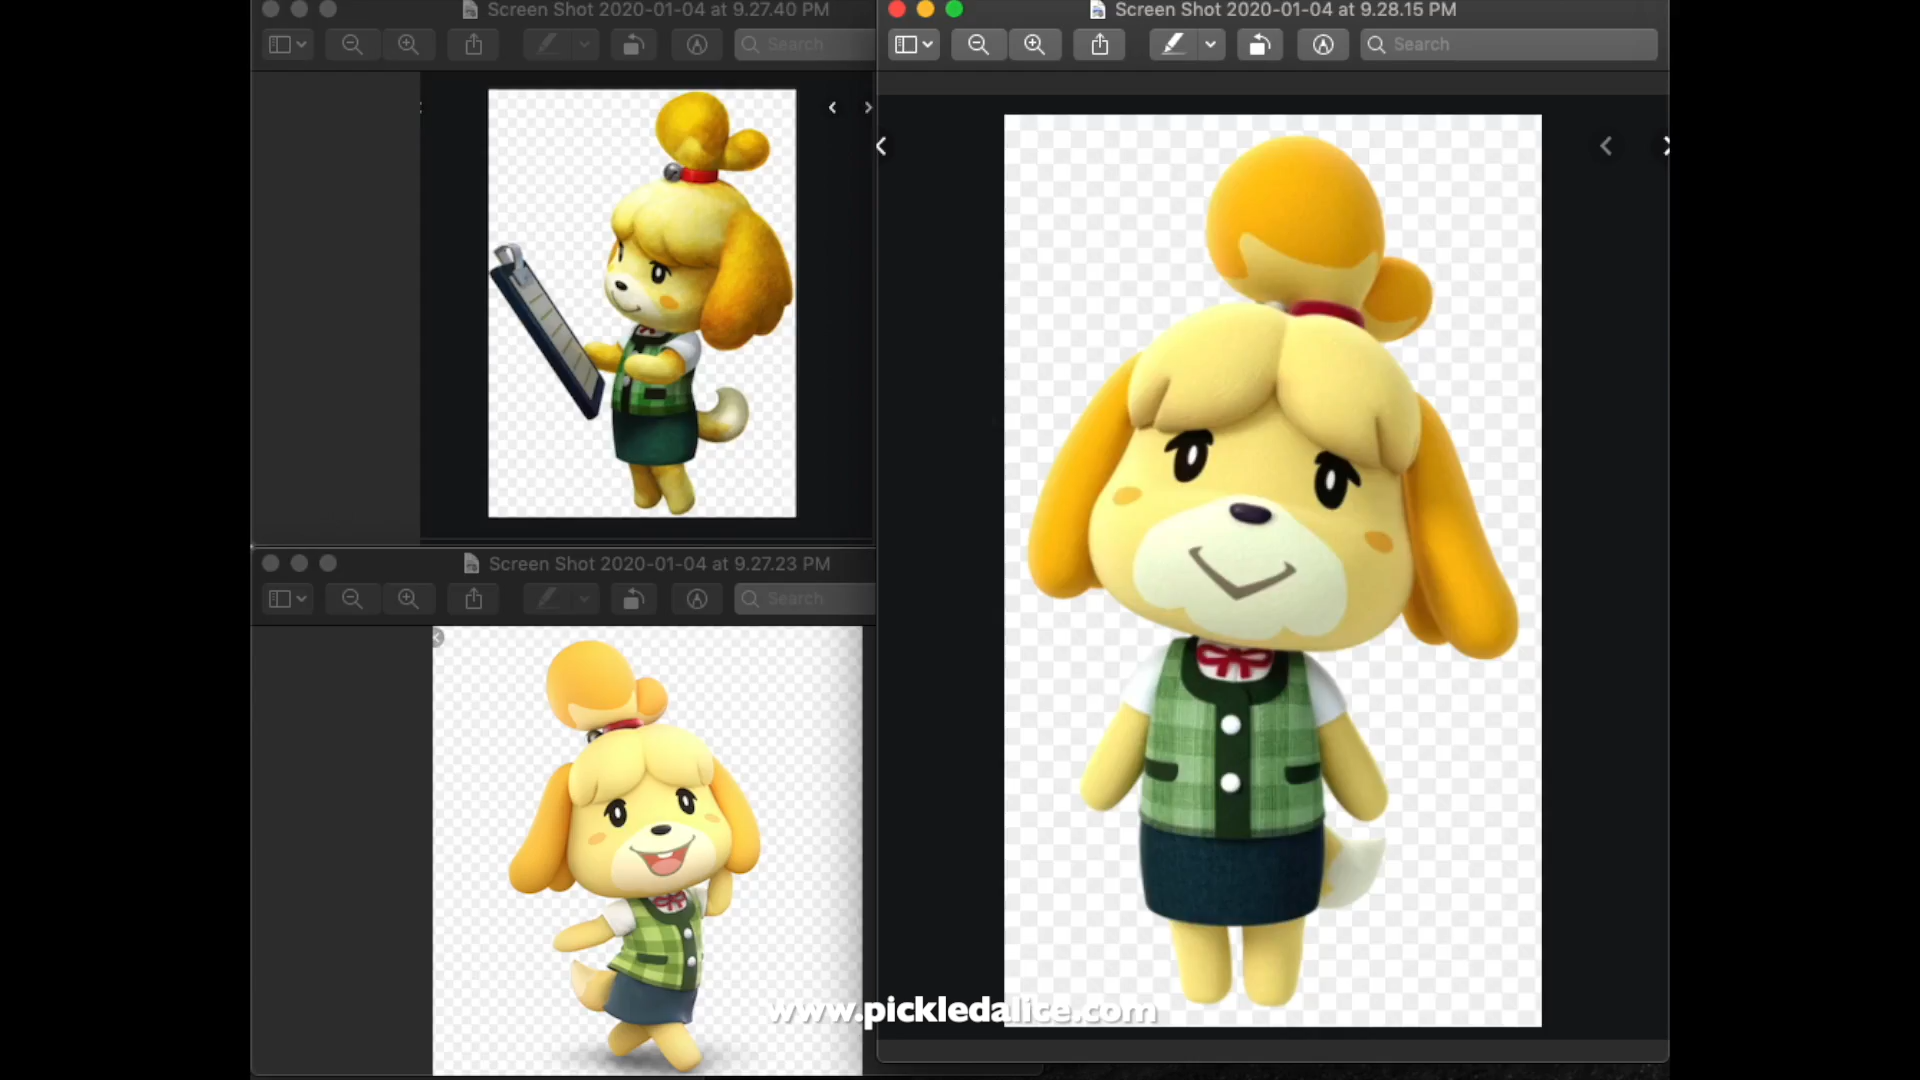 Screen Shot 2020-01-04 at 9.27.40 PM
Search
Screen Shot 2020-01-04 at 9.28.15 PM
Search
Screen Shot 2020-01-04 at 9.27.23 PM
Search
www.pickledalice.com